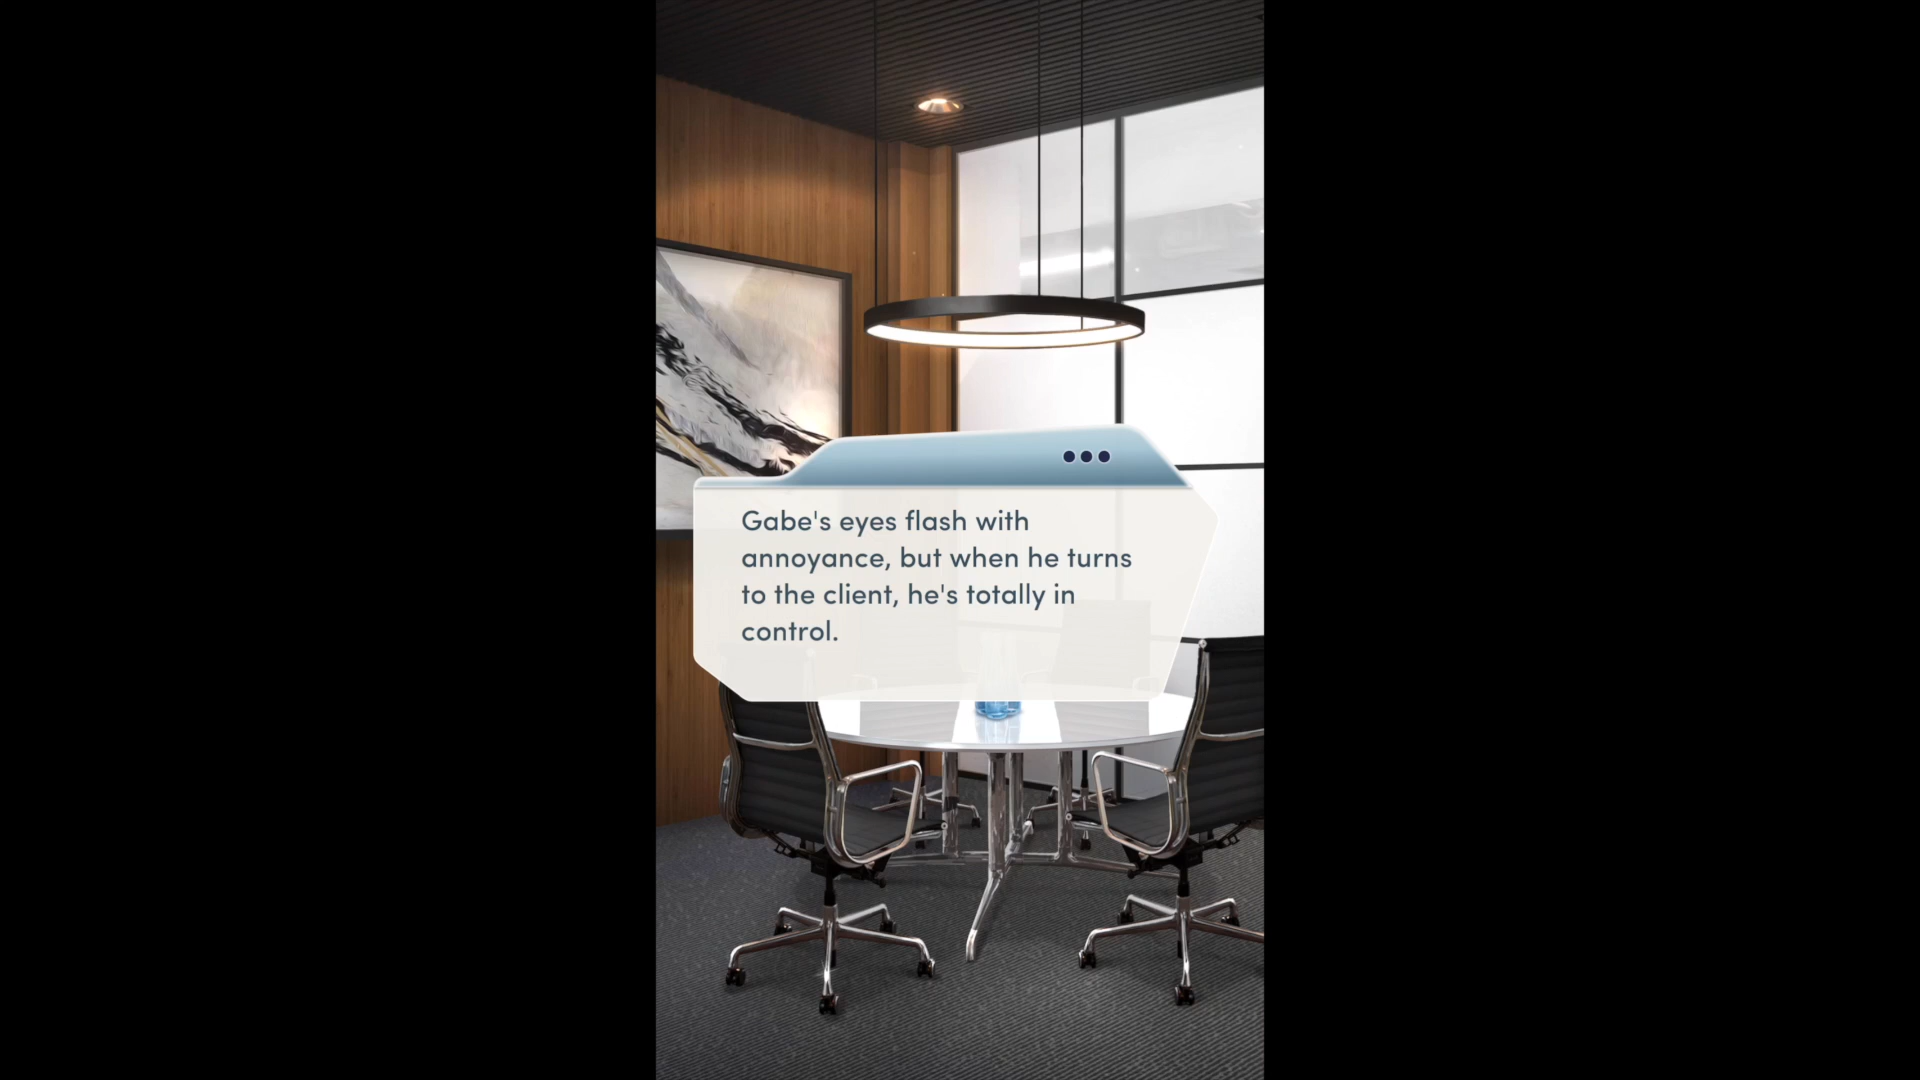 Gabe's eyes flash with
annoyance, but when he turns
to the client, he's totally in
control.